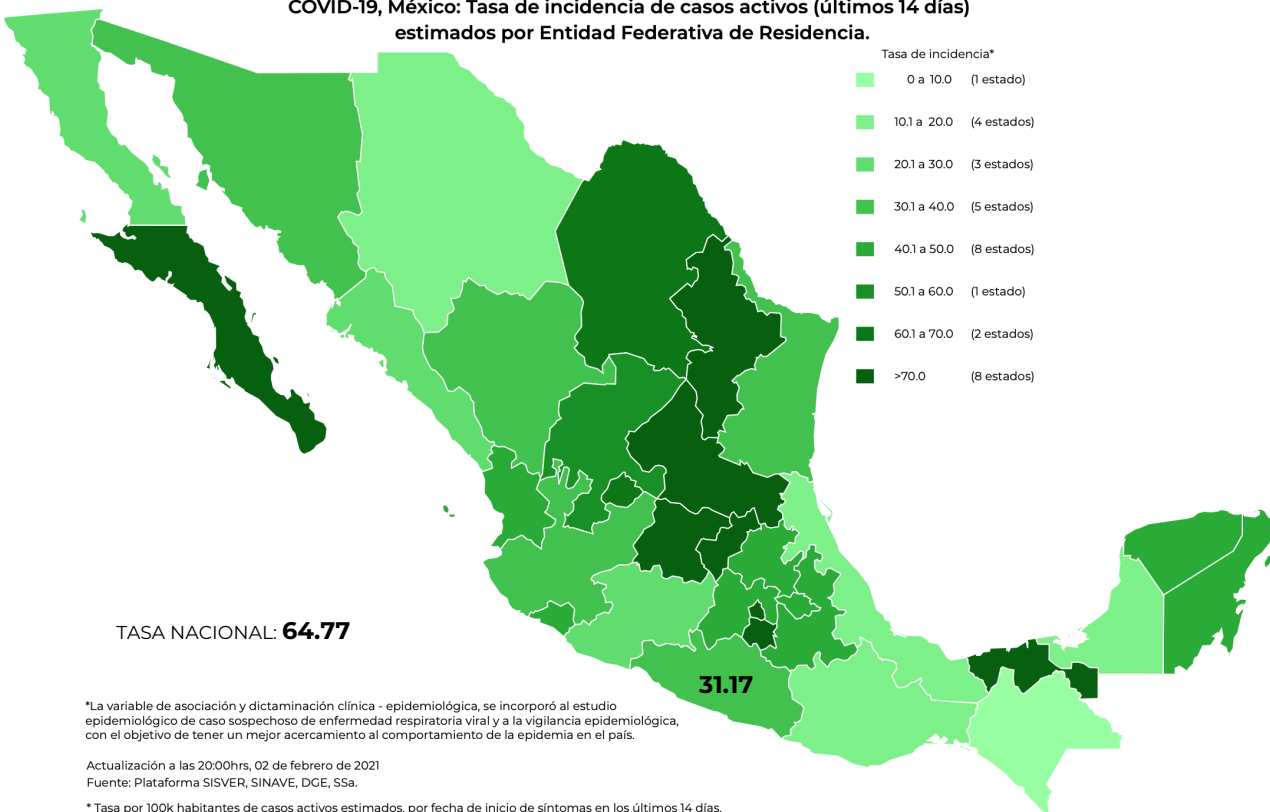 COVID-19, México: Tasa de incidencia de casos activos (últimos 14 días)
estimados por Entidad Federativa de Residencia.
Tasa de incidencia*
0 a 10.0 (1 estado)
10.1 a 20.0 (4 estados)
20.1 a 30.0 (3 estados)
30.1 a 40.0 (5 estados)
40.1 a 50.0 (8 estados)
50.1 a 60.0 (1 estado)
60.1 a 70.0 (2 estados)
>70.0 (8 estados)
TASA NACIONAL: 64.77
31.17
*La variable de asociación y dictaminación clínica - epidemiológica, se incorporó al estudio
epidemiológico de caso sospechoso de enfermedad respiratoria viral y a la vigilancia epidemiológica,
con el objetivo de tener un mejor acercamiento al comportamiento de la epidemia en el país.
Actualización a las 20:00hrs, 02 de febrero de 2021
Fuente: Plataforma SISVER, SINAVE, DGE, SSa.
* Tasa por 100k habitantes de casos activos estimados, por fecha de inicio de síntomas en los últimos 14 días.